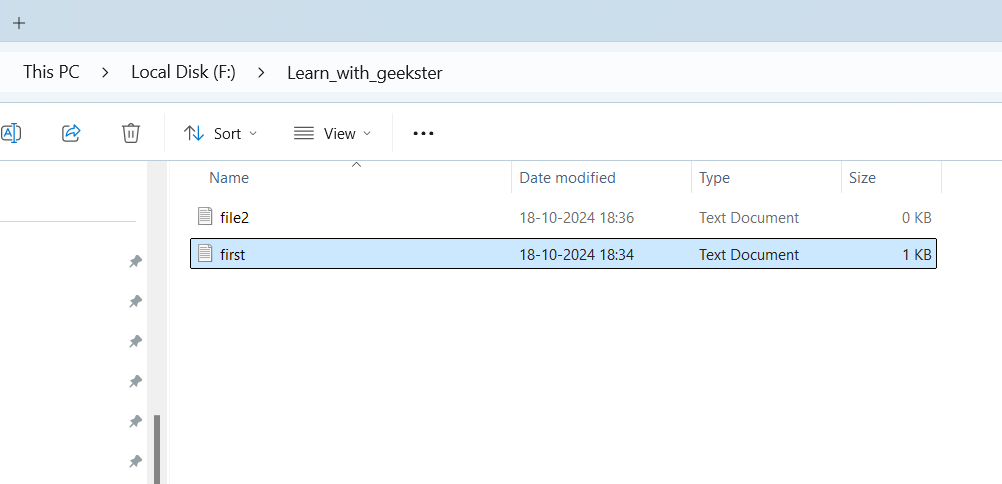 This PC > Local Disk (F:) > Learn_with_geekster
Sort View
Name Date modified Type Size
file2 18-10-2024 18:36 Text Document 0 KB
first 18-10-2024 18:34 Text Document 1 KB